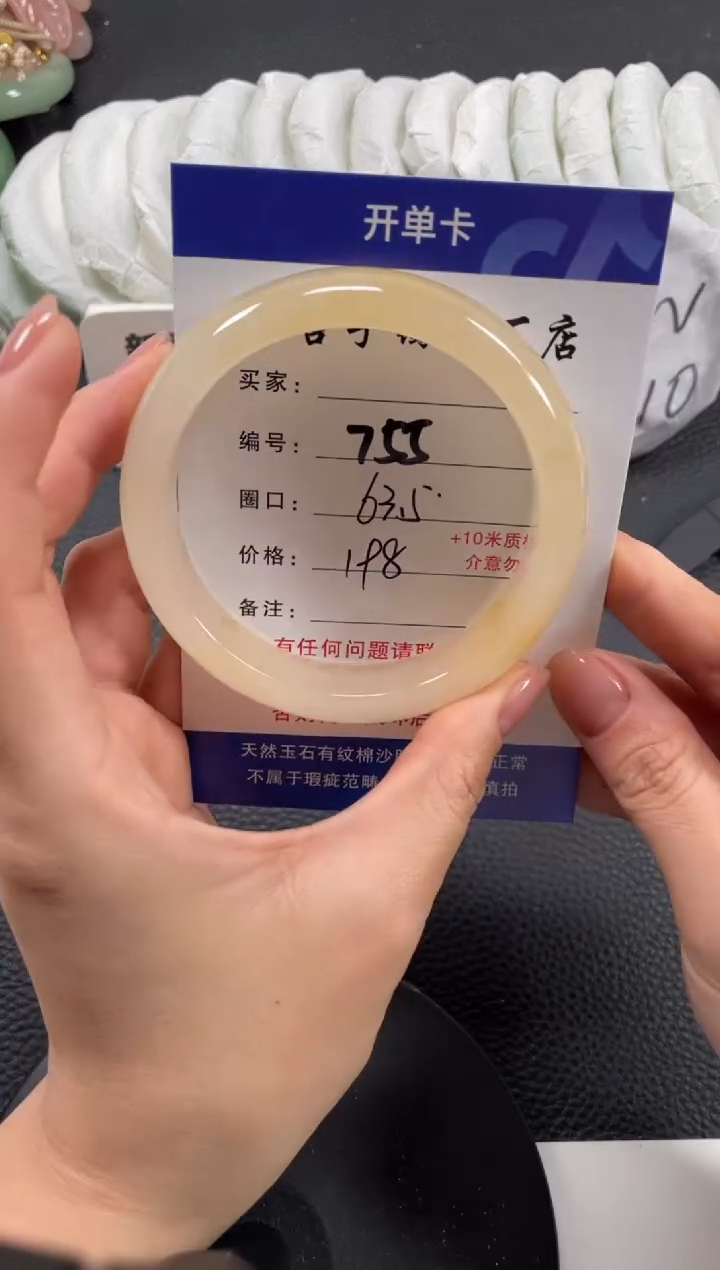 开单卡
店
买家：
编号： 755
圈口： 63.5
价格： 198
+10米质
介意勿
备注：
有任何问题请联
天然玉石有纹棉沙 正常
不属于瑕疵范畴 慎拍
10